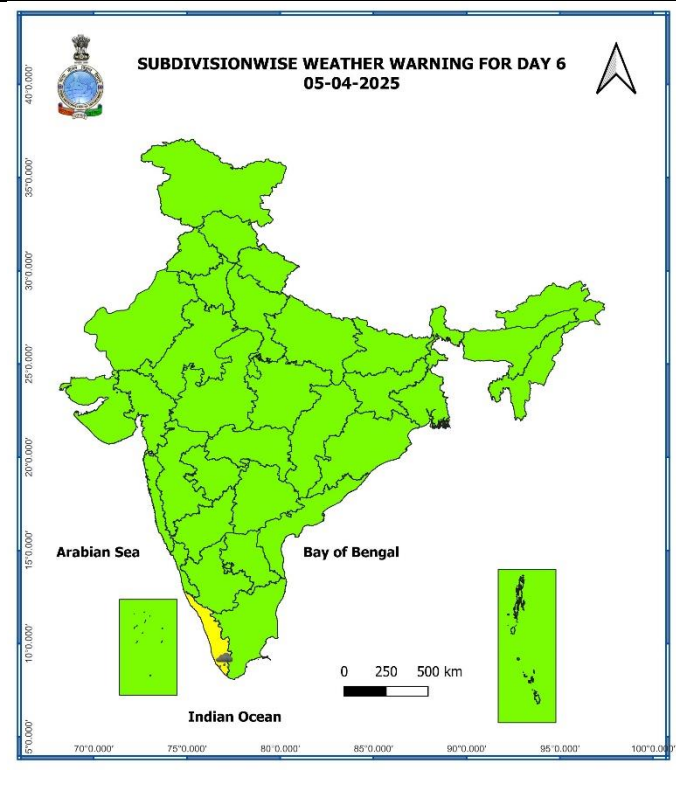 SUBDIVISIONWISE WEATHER WARNING FOR DAY 6
05-04-2025
40°0.000'
35°0.000'
30°0.000'
25°0.000'
20°0.000'
15°0.000'
10°0.000'
5°0.000'
Arabian Sea
Bay of Bengal
0 250 500 km
Indian Ocean
70°0.000' 75°0.000' 80°0.000' 85°0.000' 90°0.000' 95°0.000' 100°0.000'